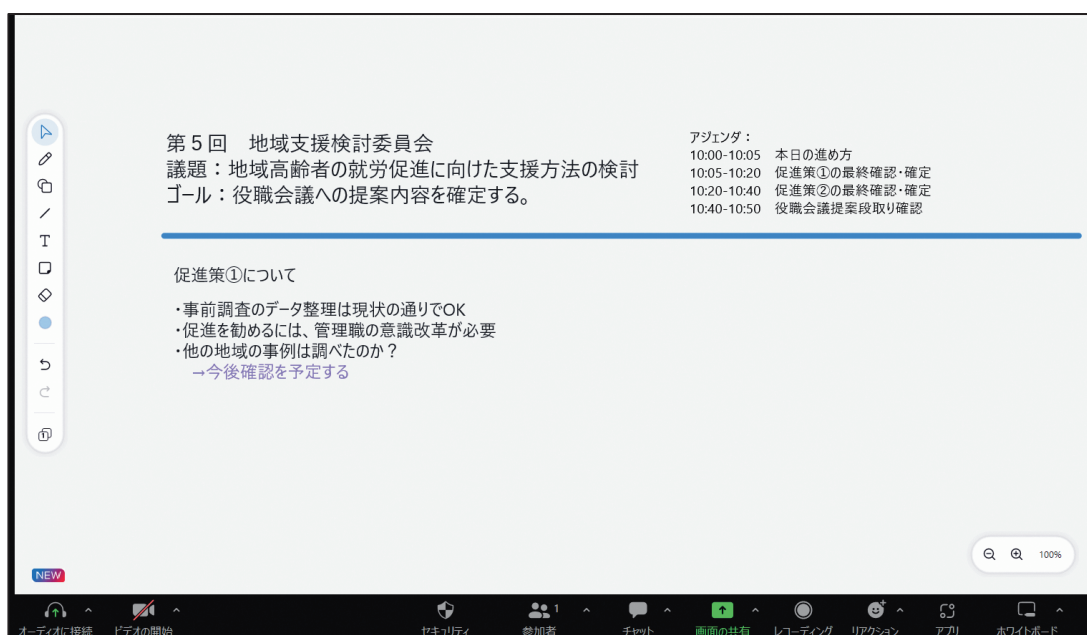 第5回　地域支援検討委員会
議題：地域高齢者の就労促進に向けた支援方法の検討
ゴール：役職会議への提案内容を確定する。
アジェンダ：
10:00-10:05　本日の進め方
10:05-10:20　促進策①の最終確認・確定
10:20-10:40　促進策②の最終確認・確定
10:40-10:50　役職会議提案段取り確認
促進策①について
・事前調査のデータ整理は現状の通りでOK
・促進を勧めるには、管理職の意識改革が必要
・他の地域の事例は調べたのか？
→今後確認を予定する
T
1
100%
NEW
オーディオに接続　ビデオの開始　セキュリティ　参加者　1　チャット　画面の共有　レコーディング　リアクション　アプリ　ホワイトボード